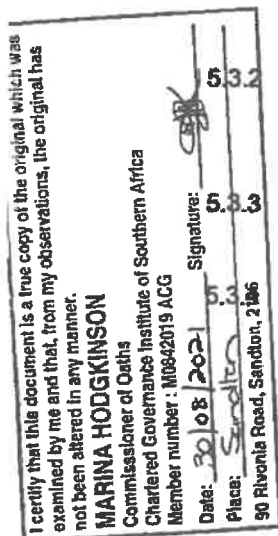 I certify that this document is a true copy of the original which was
examined by me and that, from my observations, the original has
not been altered in any manner.
MARINA HODGKINSON
Commissioner of Oaths
Chartered Governance Institute of Southern Africa
Member number : M0842019 ACG
Date: 30/08/2021 Signature:
Place: Sandton
90 Rivonia Road, Sandton, 2196
5.3
5.3.3
5.3.2